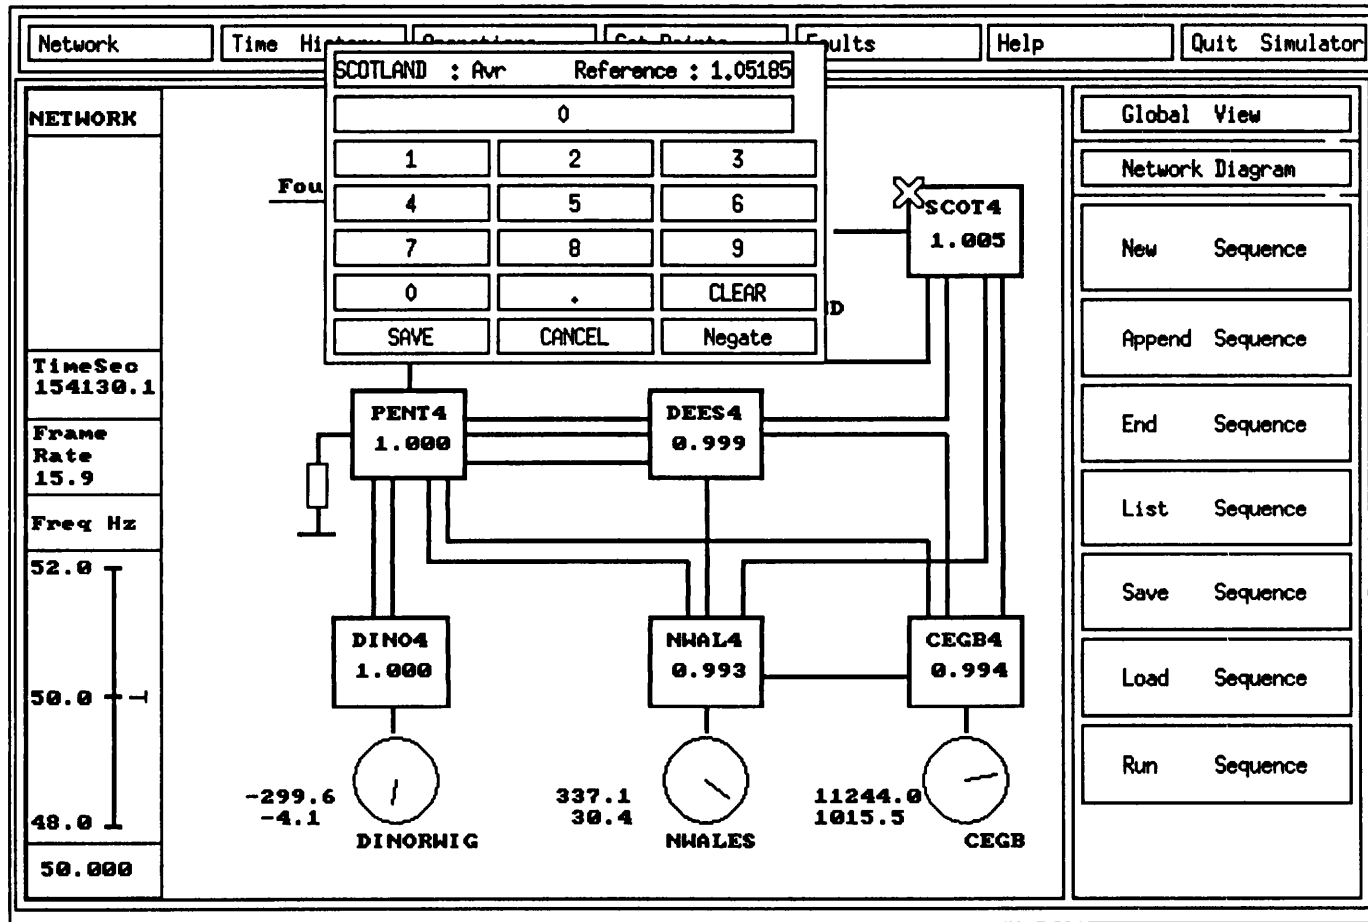 Network Time Faults Help Quit Simulator
SCOTLAND : Avr Reference : 1.05185
0
1 2 3
4 5 6
7 8 9
0 . CLEAR
SAVE CANCEL Negate
NETWORK
TimeSec
154130.1
Frame
Rate
15.9
Freq Hz
52.0
50.0
48.0
50.000
SCOT4
1.005
PENT4
1.000
DEES4
0.999
DINO4
1.000
NWAL4
0.993
CEGB4
0.994
-299.6
-4.1
DINORWIG
337.1
30.4
NWALES
11244.0
1015.5
CEGB
Global View
Network Diagram
New Sequence
Append Sequence
End Sequence
List Sequence
Save Sequence
Load Sequence
Run Sequence